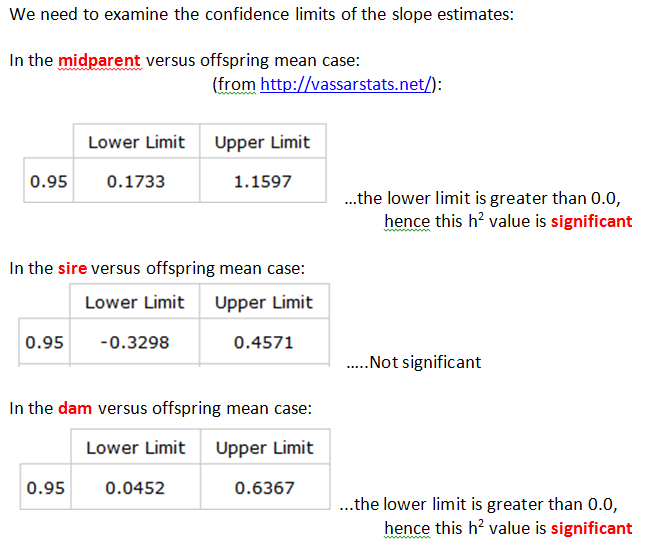 We need to examine the confidence limits of the slope estimates:
In the midparent versus offspring mean case:
(from http://vassarstats.net/):
Lower Limit Upper Limit
0.95 0.1733 1.1597
...the lower limit is greater than 0.0,
hence this h² value is significant
In the sire versus offspring mean case:
Lower Limit Upper Limit
0.95 -0.3298 0.4571
.....Not significant
In the dam versus offspring mean case:
Lower Limit Upper Limit
0.95 0.0452 0.6367
...the lower limit is greater than 0.0,
hence this h² value is significant